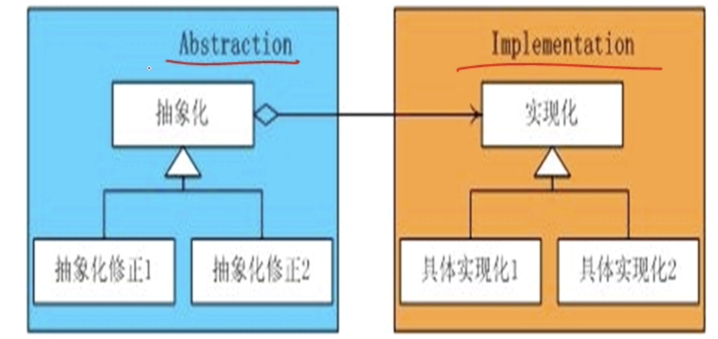 Abstraction
Implementation
抽象化
实现化
抽象化修正1
抽象化修正2
具体实现化1
具体实现化2